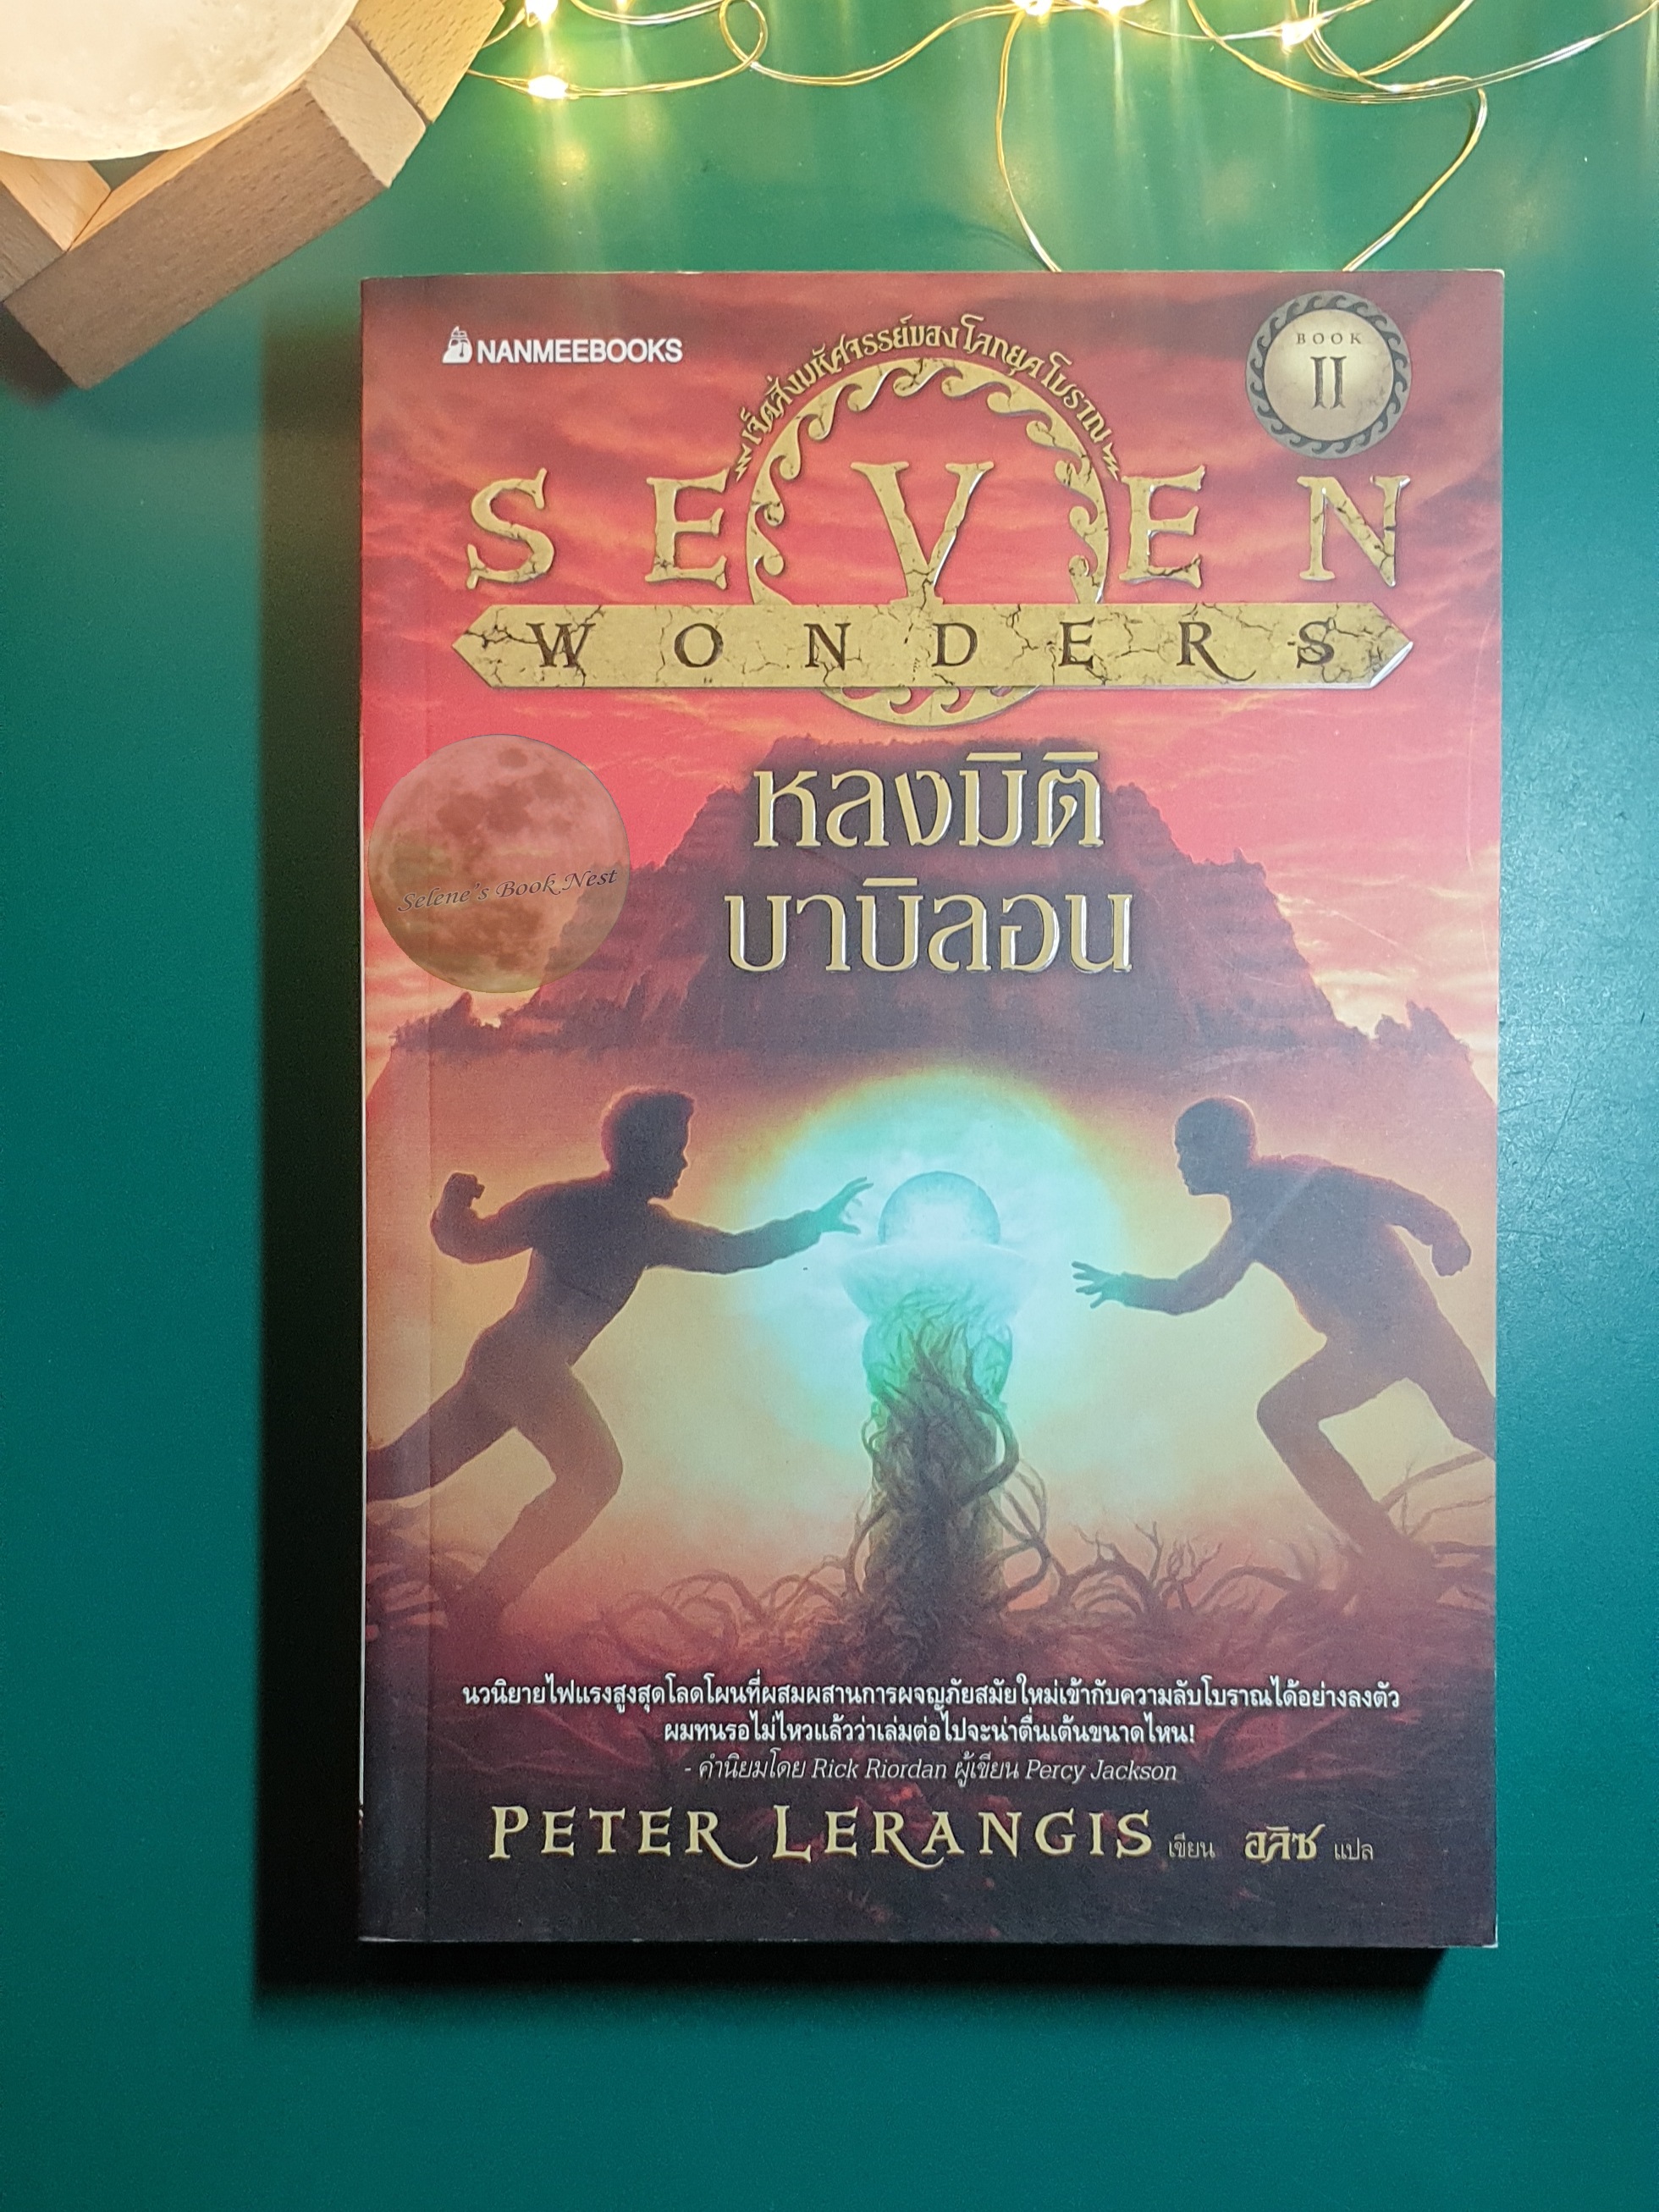 NANMEEBOOKS
เจ็ดสิ่งมหัศจรรย์ของโลกยุคโบราณ
BOOK
II
SEVEN
WONDERS
หลงมิติ
บาบิลอน
Selene's Book Nest
นวนิยายไฟแรงสูงสุดโลดโผนที่ผสมผสานการผจญภัยสมัยใหม่เข้ากับความลับโบราณได้อย่างลงตัว
ผมทนรอไม่ไหวแล้วว่าเล่มต่อไปจะน่าตื่นเต้นขนาดไหน!
- คำนิยมโดย Rick Riordan ผู้เขียน Percy Jackson
PETER LERANGIS เขียน อลิซ แปล